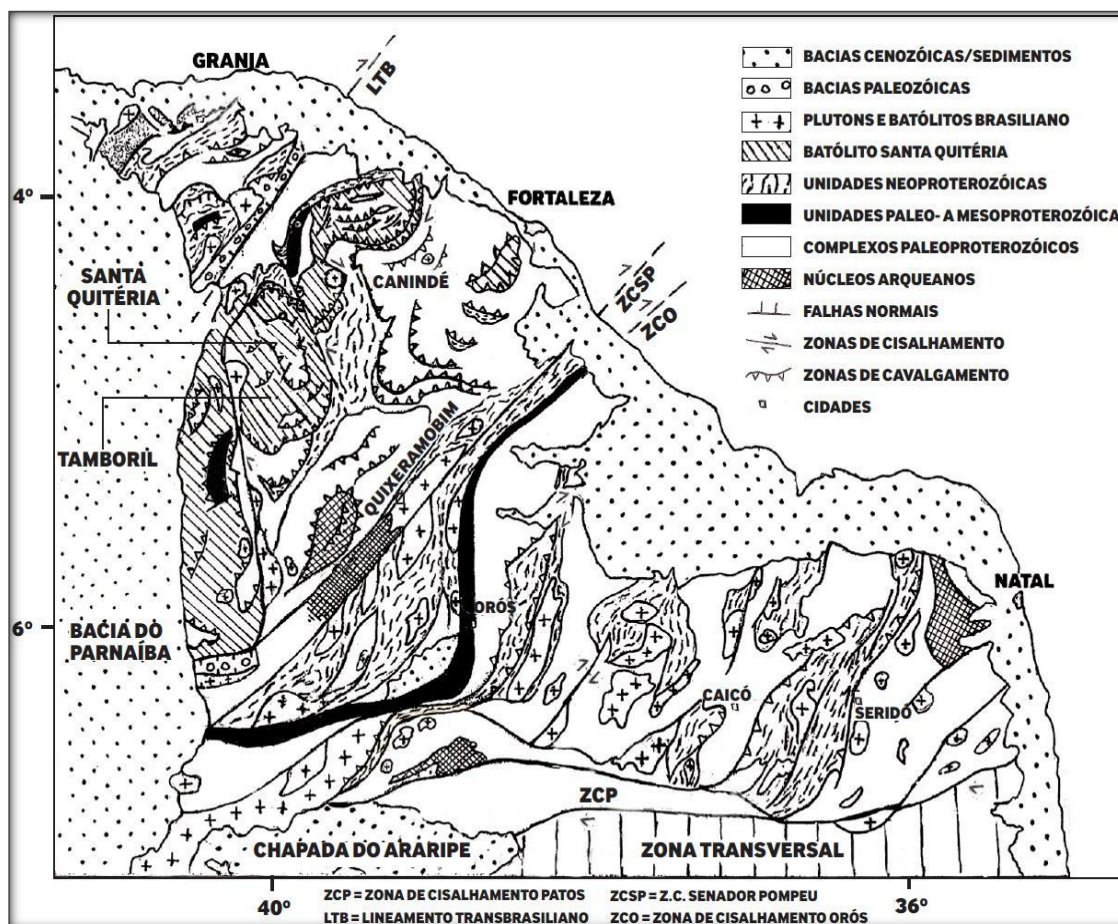 GRANJA
LTB
4º
FORTALEZA
CANINDÉ
ZCSP
ZCO
SANTA
QUITÉRIA
TAMBORIL
QUIXERAMOBIM
NATAL
6º
BACIA DO
PARNAÍBA
ORÓS
CAICÓ
SERIDÓ
ZCP
CHAPADA DO ARARIPE
ZONA TRANSVERSAL
BACIAS CENOZÓICAS/SEDIMENTOS
BACIAS PALEOZÓICAS
PLUTONS E BATÓLITOS BRASILIANO
BATÓLITO SANTA QUITÉRIA
UNIDADES NEOPROTEROZÓICAS
UNIDADES PALEO- A MESOPROTEROZÓICA
COMPLEXOS PALEOPROTEROZÓICOS
NÚCLEOS ARQUEANOS
FALHAS NORMAIS
ZONAS DE CISALHAMENTO
ZONAS DE CAVALGAMENTO
CIDADES
40º
ZCP = ZONA DE CISALHAMENTO PATOS ZCSP = Z.C. SENADOR POMPEU
LTB = LINEAMENTO TRANSBRASILIANO ZCO = ZONA DE CISALHAMENTO ORÓS
36º